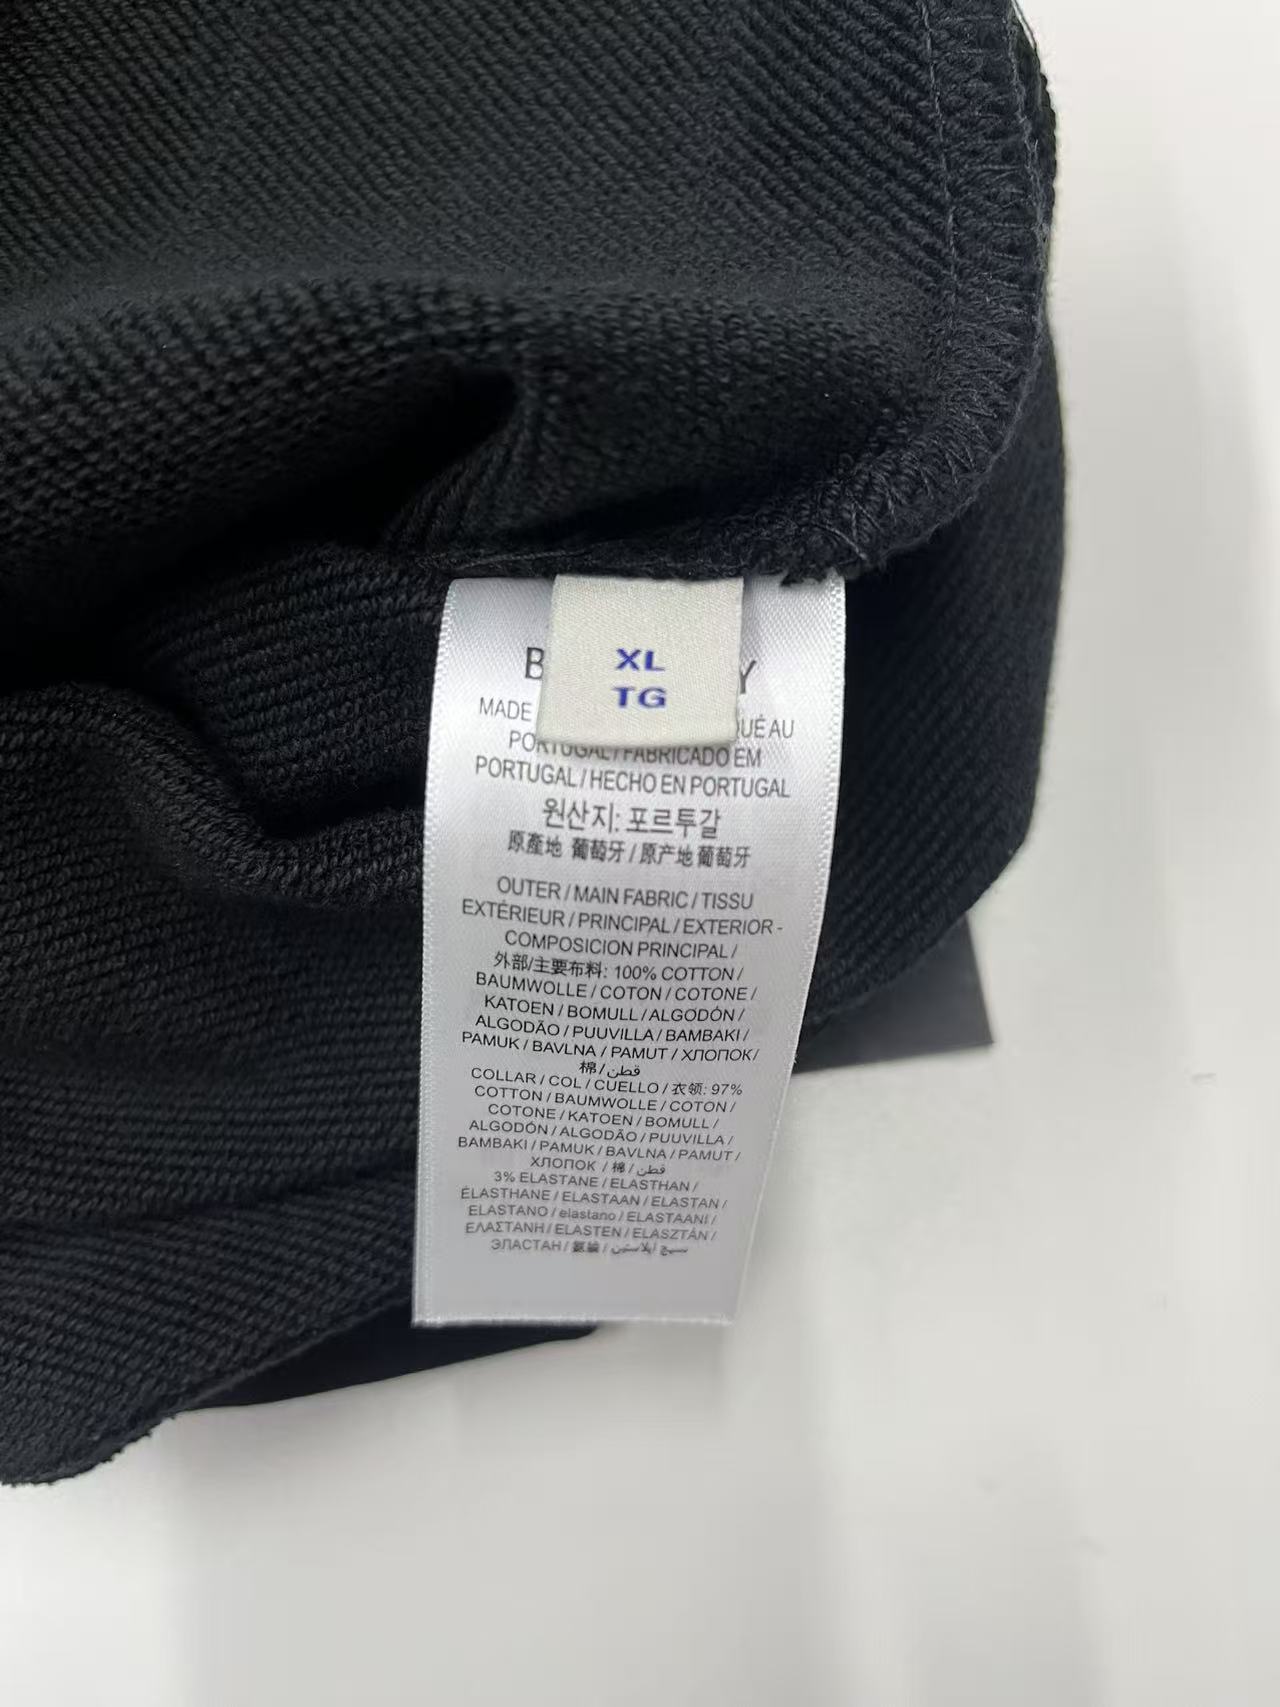 XL
TG
MADE
QUÉ AU
PORTUGAL / FABRICADO EM
PORTUGAL / HECHO EN PORTUGAL
원산지: 포르투갈
原產地 葡萄牙 / 原产地 葡萄牙
OUTER / MAIN FABRIC / TISSU
EXTÉRIEUR / PRINCIPAL / EXTERIOR -
COMPOSICION PRINCIPAL /
外部/主要布料: 100% COTTON /
BAUMWOLLE / COTON / COTONE /
KATOEN / BOMULL / ALGODÓN /
ALGODÃO / PUUVILLA / BAMBAKI /
PAMUK / BAVLNA / PAMUT / ХЛОПОК/
棉/قطن/
COLLAR / COL / CUELLO / 衣领: 97%
COTTON / BAUMWOLLE / COTON /
COTONE / KATOEN / BOMULL /
ALGODÓN / ALGODÃO / PUUVILLA /
BAMBAKI / PAMUK / BAVLNA / PAMUT /
ХЛОПОК / 棉 / قطن/
3% ELASTANE / ELASTHAN /
ÉLASTHANE / ELASTAAN / ELASTAN /
ELASTANO / elastano / ELASTAANI /
ΕΛΑΣΤΑΝΗ / ELASTEN / ELASZTÁN /
ЭЛАСТАН / 氨綸 / نسيج إيلاستين